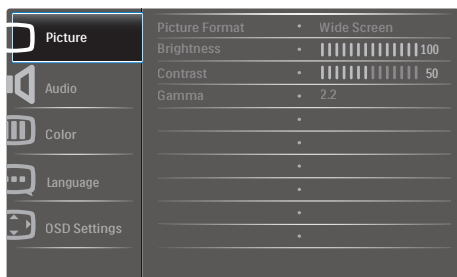 Picture
Audio
Color
Language
OSD Settings
Picture Format • Wide Screen
Brightness • 100
Contrast • 50
Gamma • 2.2
•
•
•
•
•
•